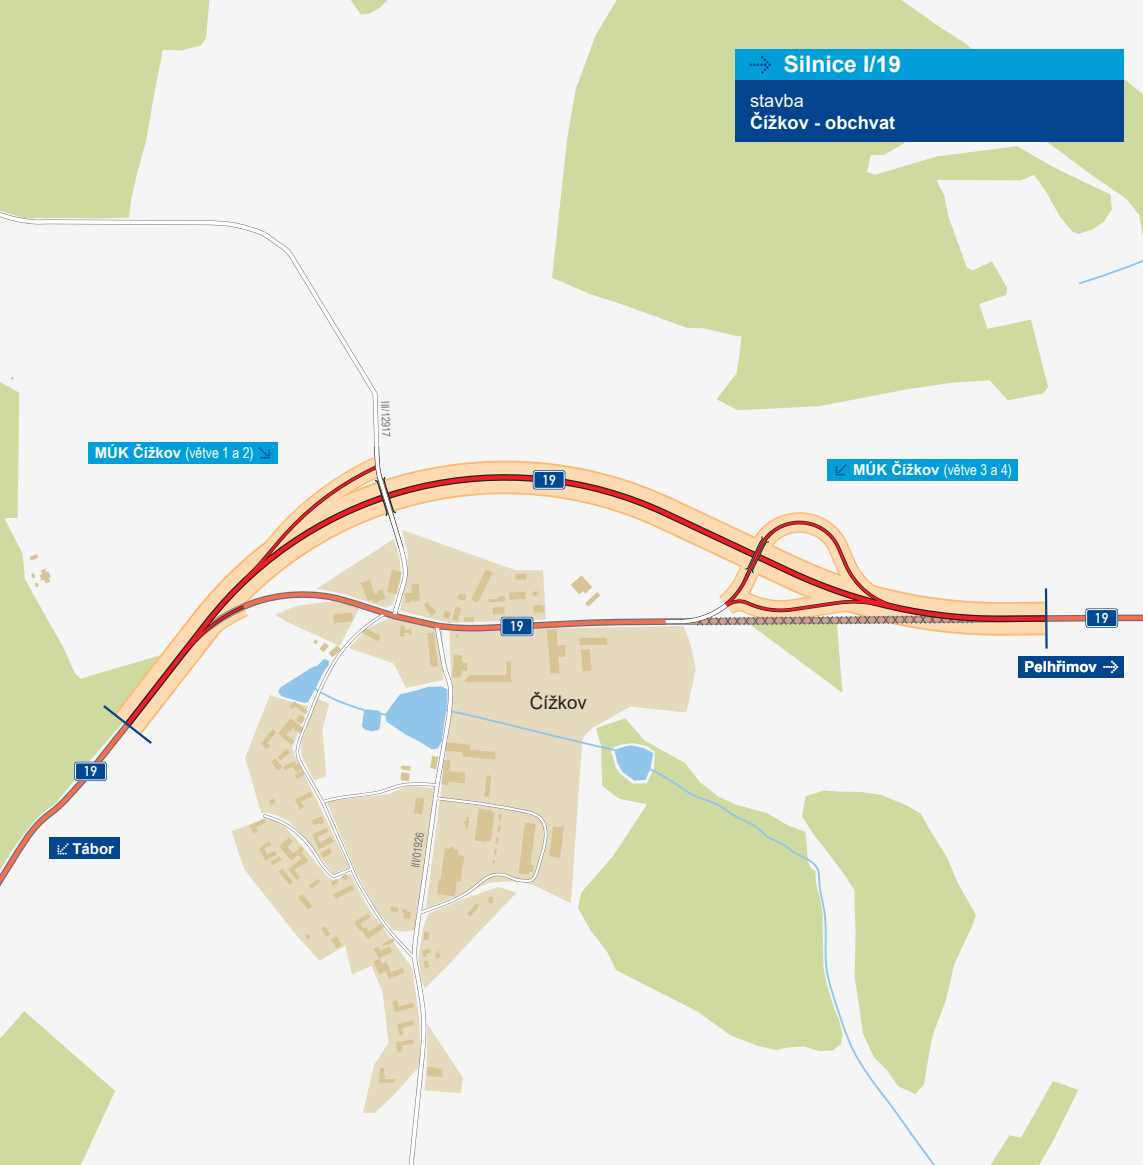 Silnice I/19
stavba
Čížkov - obchvat
III/12917
MÚK Čížkov (větve 1 a 2)
MÚK Čížkov (větve 3 a 4)
19
19
19
Pelhřimov
Čížkov
19
III/01926
Tábor